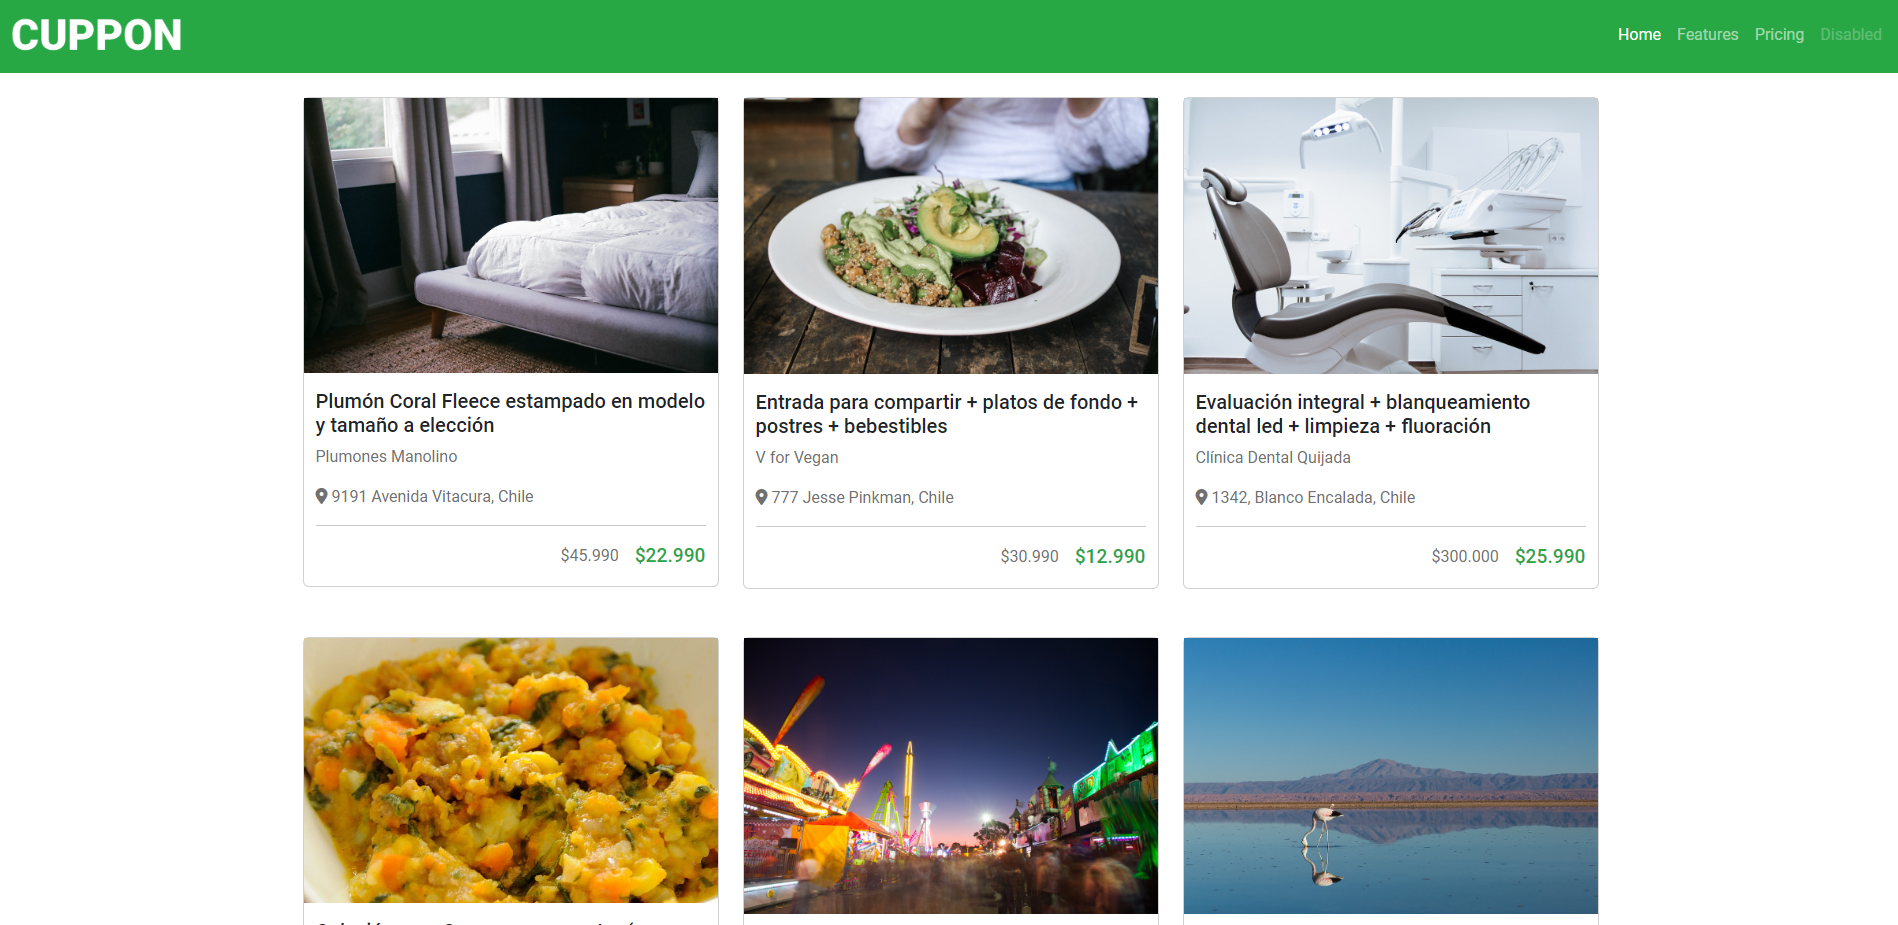 CUPPON
Home Features Pricing Disabled
Plumón Coral Fleece estampado en modelo
y tamaño a elección
Plumones Manolino
9191 Avenida Vitacura, Chile
$45.990 $22.990
Entrada para compartir + platos de fondo +
postres + bebestibles
V for Vegan
777 Jesse Pinkman, Chile
$30.990 $12.990
Evaluación integral + blanqueamiento
dental led + limpieza + fluoración
Clínica Dental Quijada
1342, Blanco Encalada, Chile
$300.000 $25.990